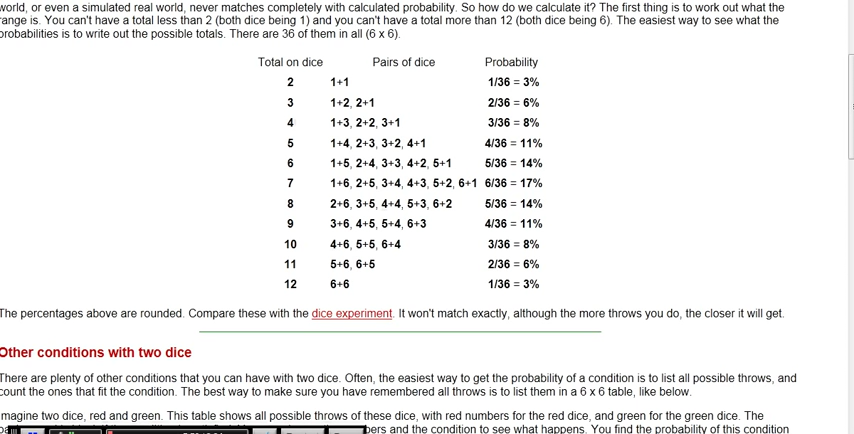 world, or even a simulated real world, never matches completely with calculated probability. So how do we calculate it? The first thing is to work out what the
range is. You can't have a total less than 2 (both dice being 1) and you can't have a total more than 12 (both dice being 6). The easiest way to see what the
probabilities is to write out the possible totals. There are 36 of them in all (6 x 6).
Total on dice Pairs of dice Probability
2 1+1 1/36 = 3%
3 1+2, 2+1 2/36 = 6%
4 1+3, 2+2, 3+1 3/36 = 8%
5 1+4, 2+3, 3+2, 4+1 4/36 = 11%
6 1+5, 2+4, 3+3, 4+2, 5+1 5/36 = 14%
7 1+6, 2+5, 3+4, 4+3, 5+2, 6+1 6/36 = 17%
8 2+6, 3+5, 4+4, 5+3, 6+2 5/36 = 14%
9 3+6, 4+5, 5+4, 6+3 4/36 = 11%
10 4+6, 5+5, 6+4 3/36 = 8%
11 5+6, 6+5 2/36 = 6%
12 6+6 1/36 = 3%
The percentages above are rounded. Compare these with the dice experiment. It won't match exactly, although the more throws you do, the closer it will get.
Other conditions with two dice
There are plenty of other conditions that you can have with two dice. Often, the easiest way to get the probability of a condition is to list all possible throws, and
count the ones that fit the condition. The best way to make sure you have remembered all throws is to list them in a 6 x 6 table, like below.
Imagine two dice, red and green. This table shows all possible throws of these dice, with red numbers for the red dice, and green for the green dice. The
and the condition to see what happens. You find the probability of this condition